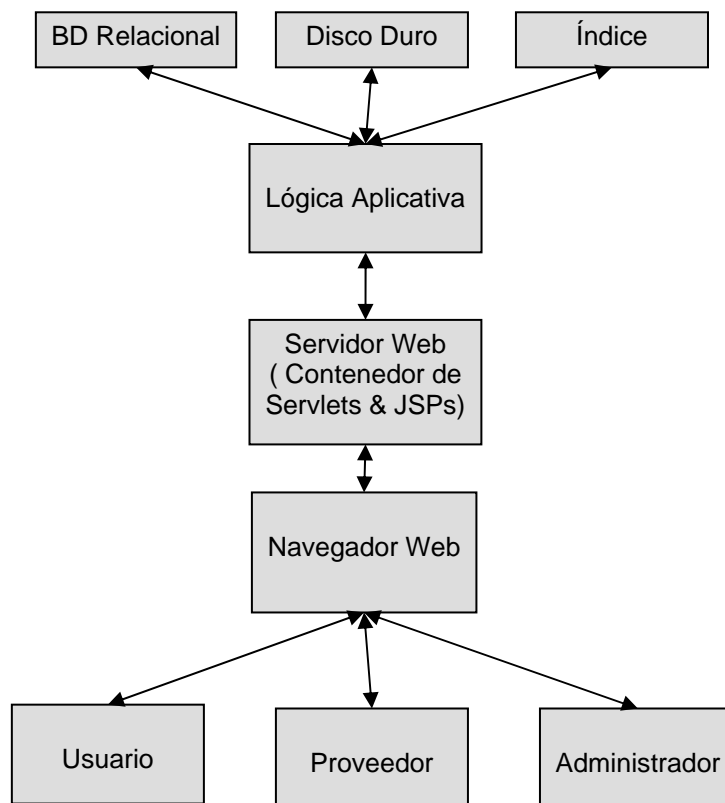 BD Relacional
Disco Duro
Índice
Lógica Aplicativa
Servidor Web
( Contenedor de
Servlets & JSPs)
Navegador Web
Usuario
Proveedor
Administrador